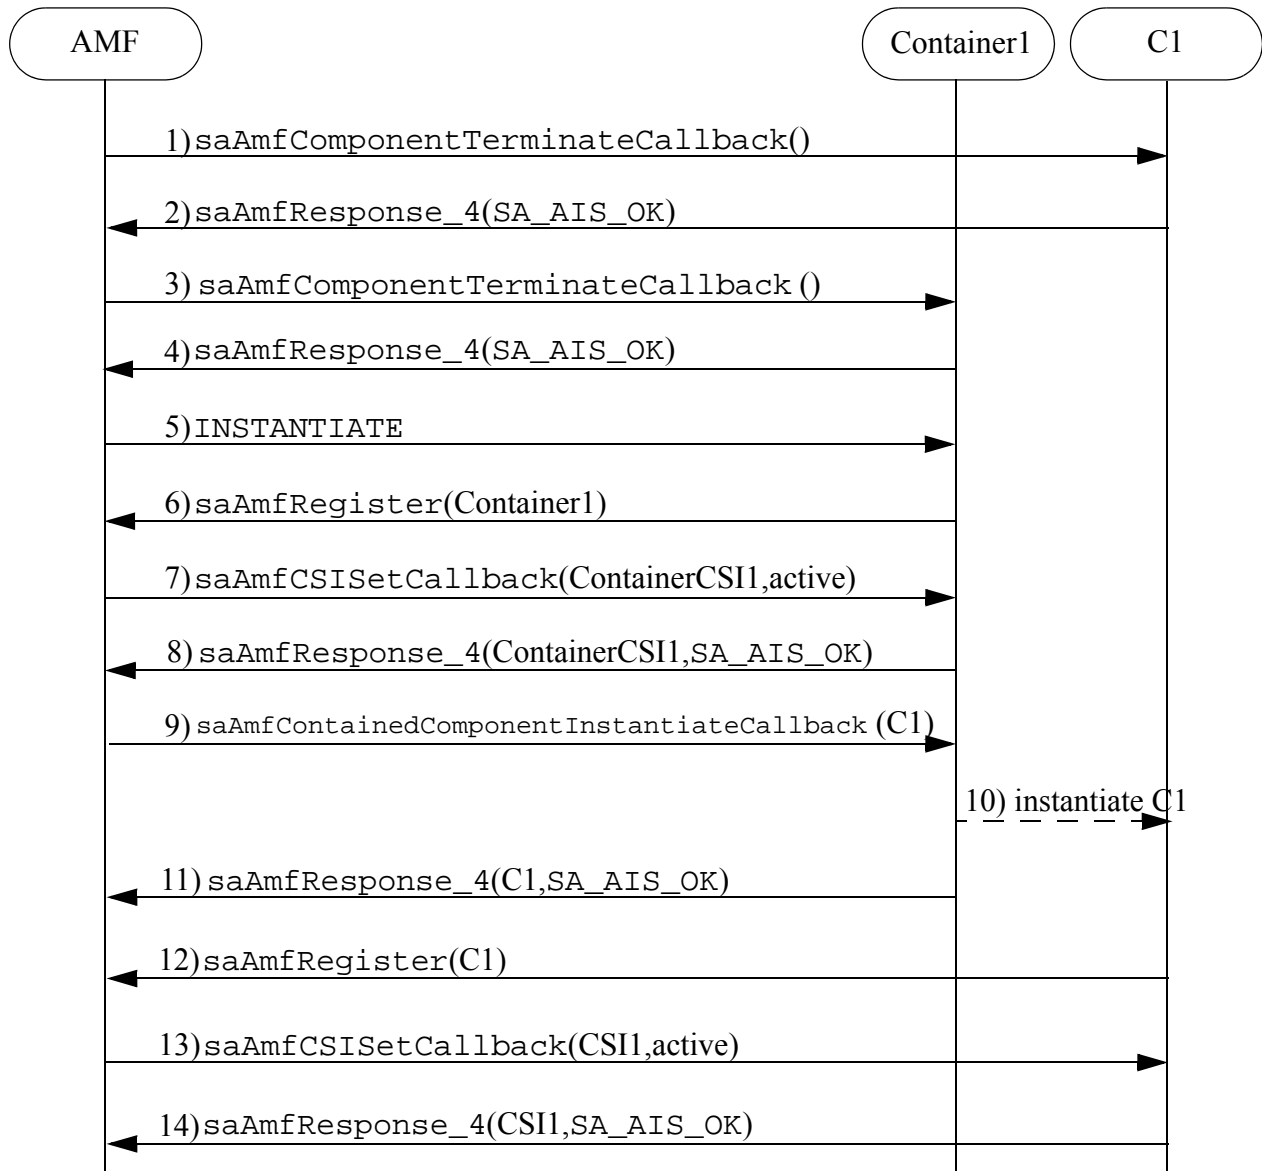 AMF
Container1
C1
1) saAmfComponentTerminateCallback()
2) saAmfResponse_4(SA_AIS_OK)
3) saAmfComponentTerminateCallback ()
4) saAmfResponse_4(SA_AIS_OK)
5) INSTANTIATE
6) saAmfRegister(Container1)
7) saAmfCSISetCallback(ContainerCSI1,active)
8) saAmfResponse_4(ContainerCSI1,SA_AIS_OK)
9) saAmfContainedComponentInstantiateCallback (C1)
10) instantiate C1
11) saAmfResponse_4(C1,SA_AIS_OK)
12) saAmfRegister(C1)
13) saAmfCSISetCallback(CSI1,active)
14) saAmfResponse_4(CSI1,SA_AIS_OK)